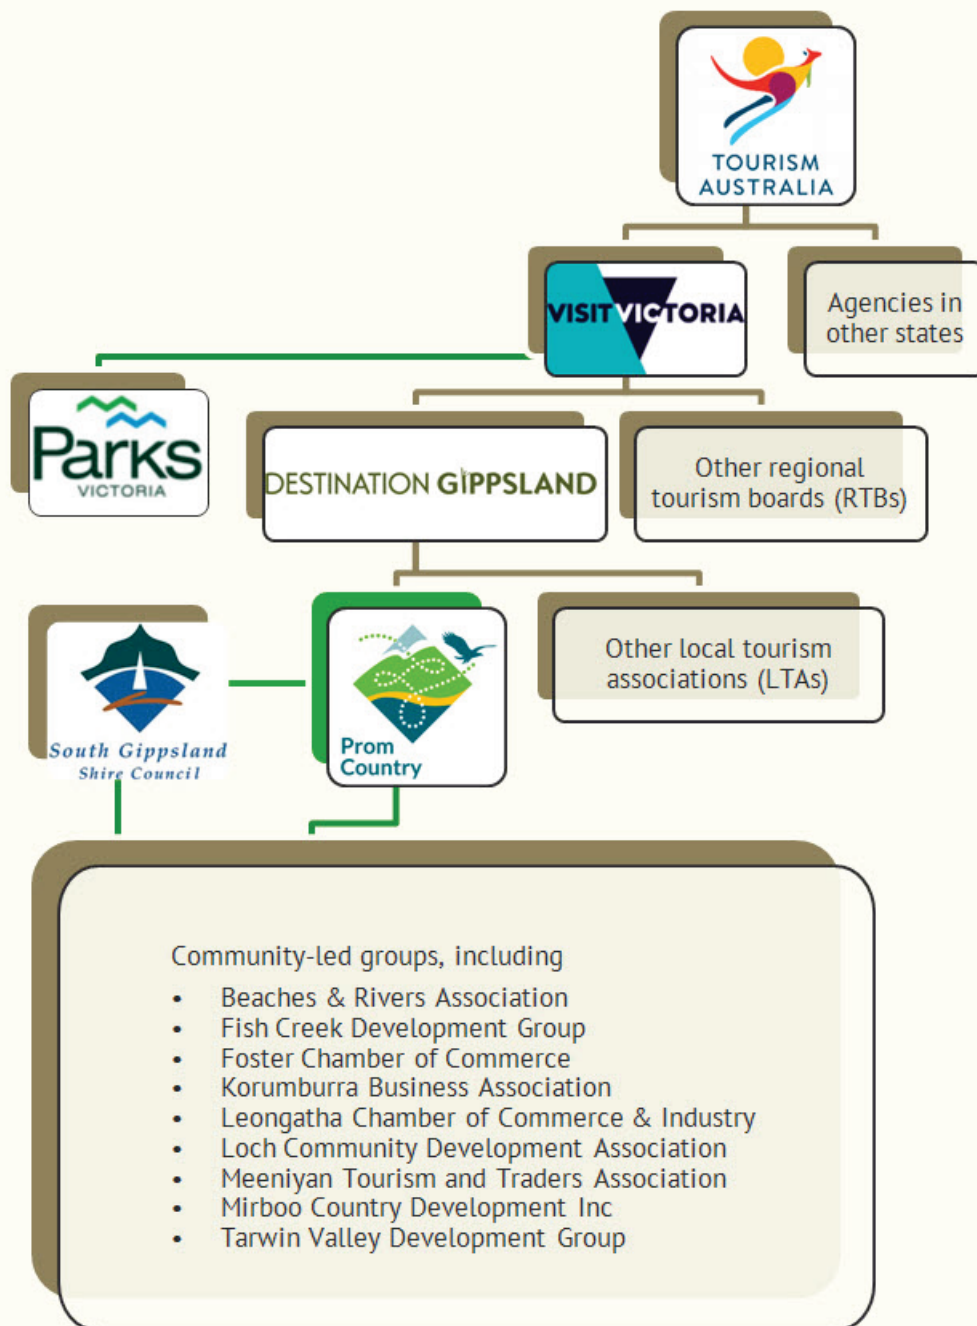 TOURISM
AUSTRALIA
VISIT VICTORIA
Agencies in
other states
Parks
VICTORIA
DESTINATION GIPPSLAND
Other regional
tourism boards (RTBs)
South Gippsland
Shire Council
Prom
Country
Other local tourism
associations (LTAs)
Community-led groups, including
• Beaches & Rivers Association
• Fish Creek Development Group
• Foster Chamber of Commerce
• Korumburra Business Association
• Leongatha Chamber of Commerce & Industry
• Loch Community Development Association
• Meeniyan Tourism and Traders Association
• Mirboo Country Development Inc
• Tarwin Valley Development Group